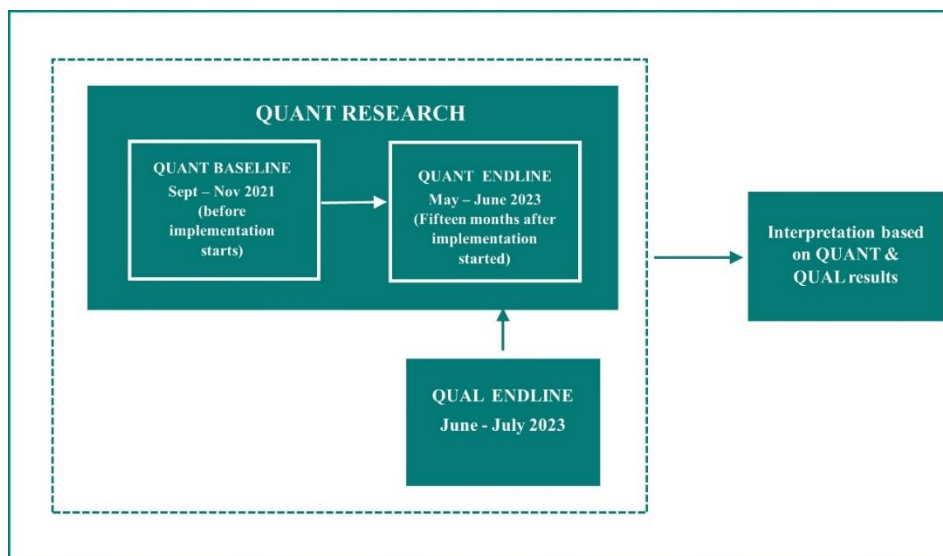 QUANT RESEARCH
QUANT BASELINE
Sept – Nov 2021
(before
implementation
starts)
QUANT ENDLINE
May – June 2023
(Fifteen months after
implementation
started)
Interpretation based
on QUANT &
QUAL results
QUAL ENDLINE
June - July 2023